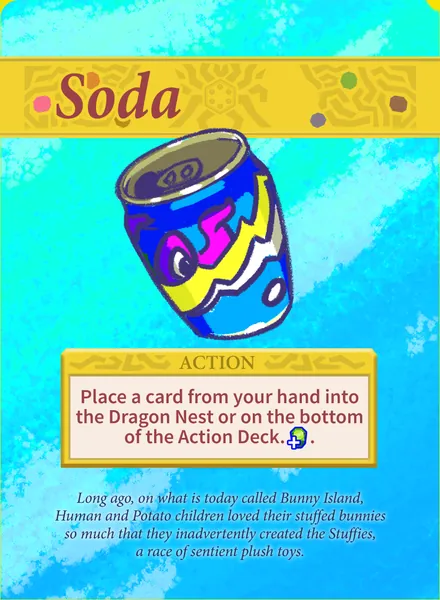 Soda
ACTION
Place a card from your hand into
the Dragon Nest or on the bottom
of the Action Deck. .
Long ago, on what is today called Bunny Island,
Human and Potato children loved their stuffed bunnies
so much that they inadvertently created the Stuffies,
a race of sentient plush toys.